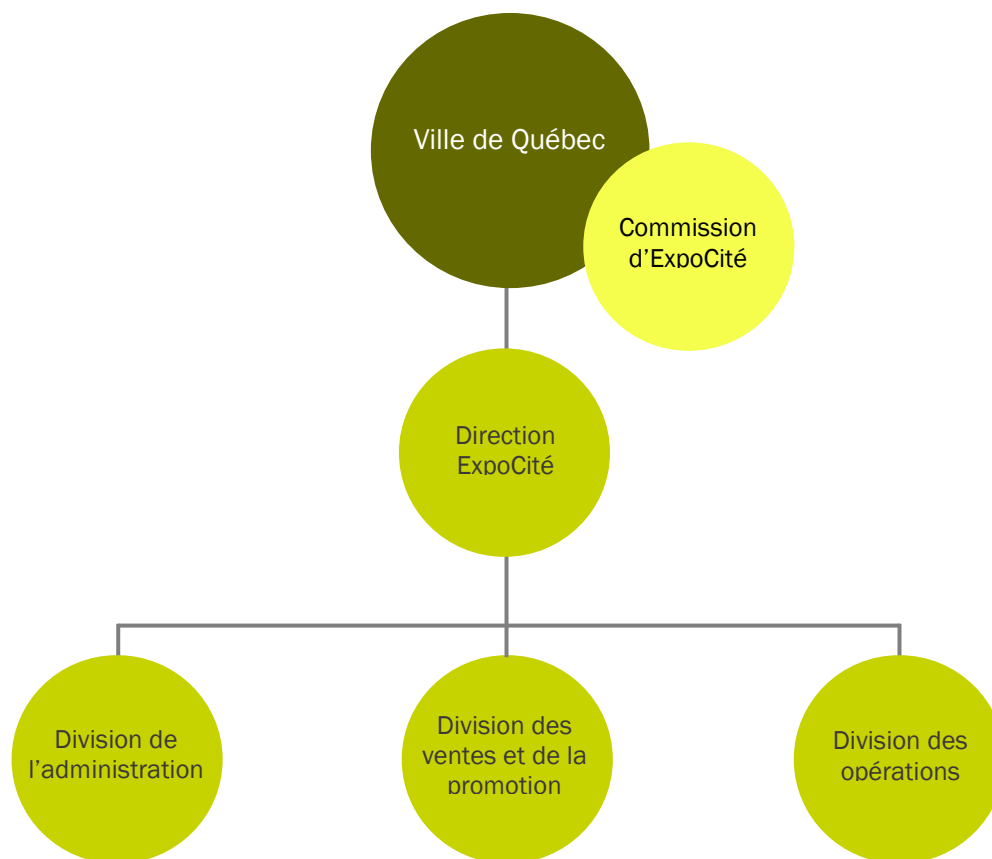 Ville de Québec
Commission
d'ExpoCité
Direction
ExpoCité
Division de
l'administration
Division des
ventes et de la
promotion
Division des
opérations